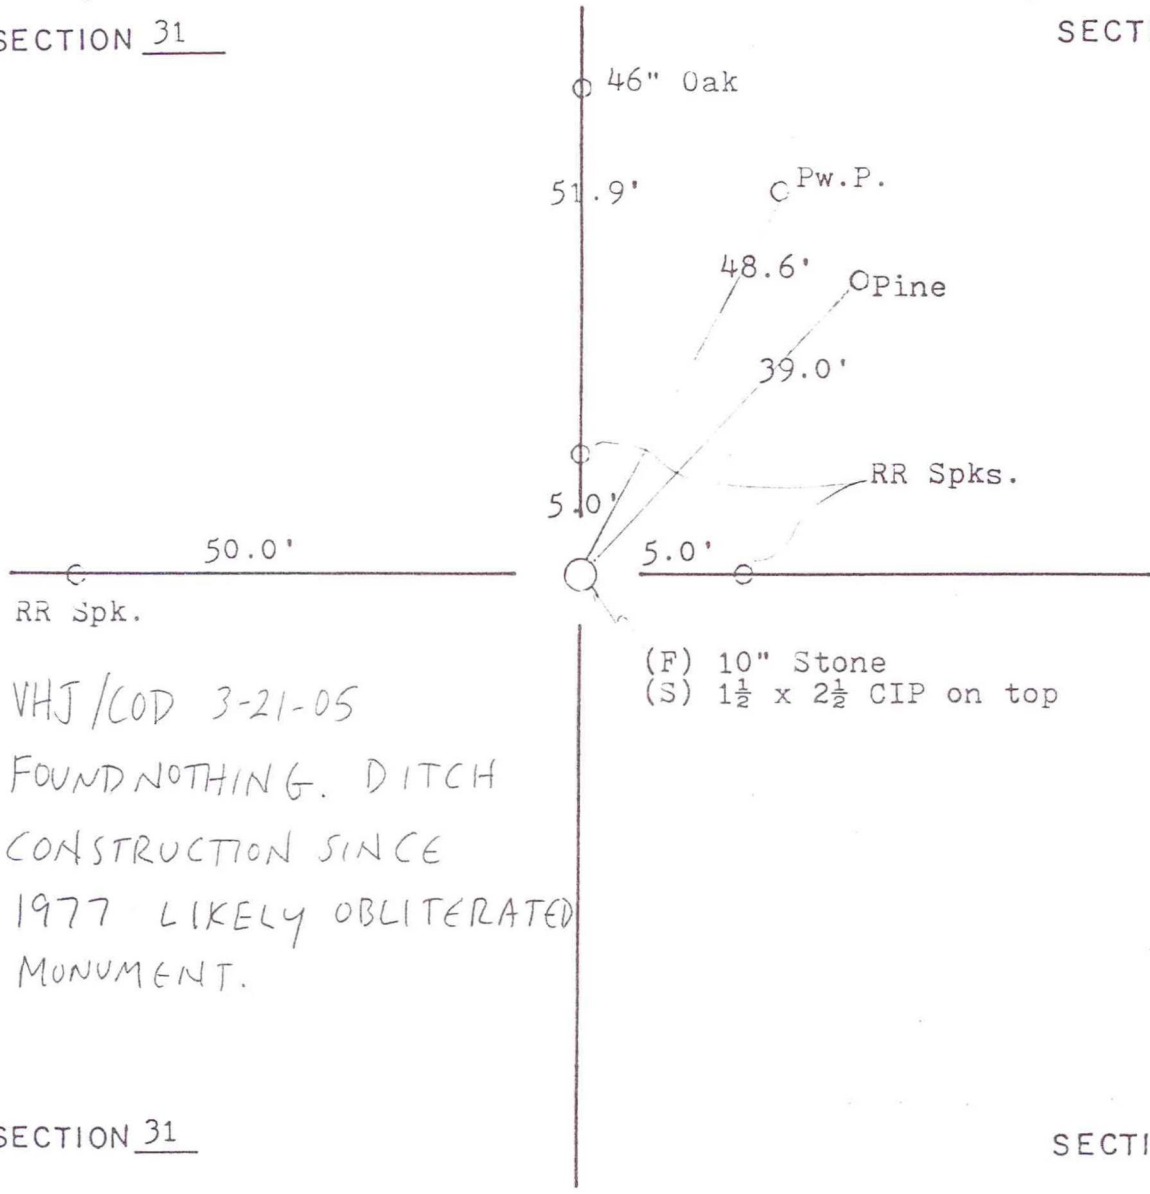 SECTION 31
SECTI
46" Oak
51.9'
Pw.P.
48.6'
Pine
39.0'
RR Spks.
5.0'
50.0'
5.0'
RR Spk.
(F) 10" Stone
(S) 1½ x 2½ CIP on top
VHJ/COD 3-21-05
FOUND NOTHING. DITCH
CONSTRUCTION SINCE
1977 LIKELY OBLITERATED
MONUMENT.
SECTION 31
SECTI